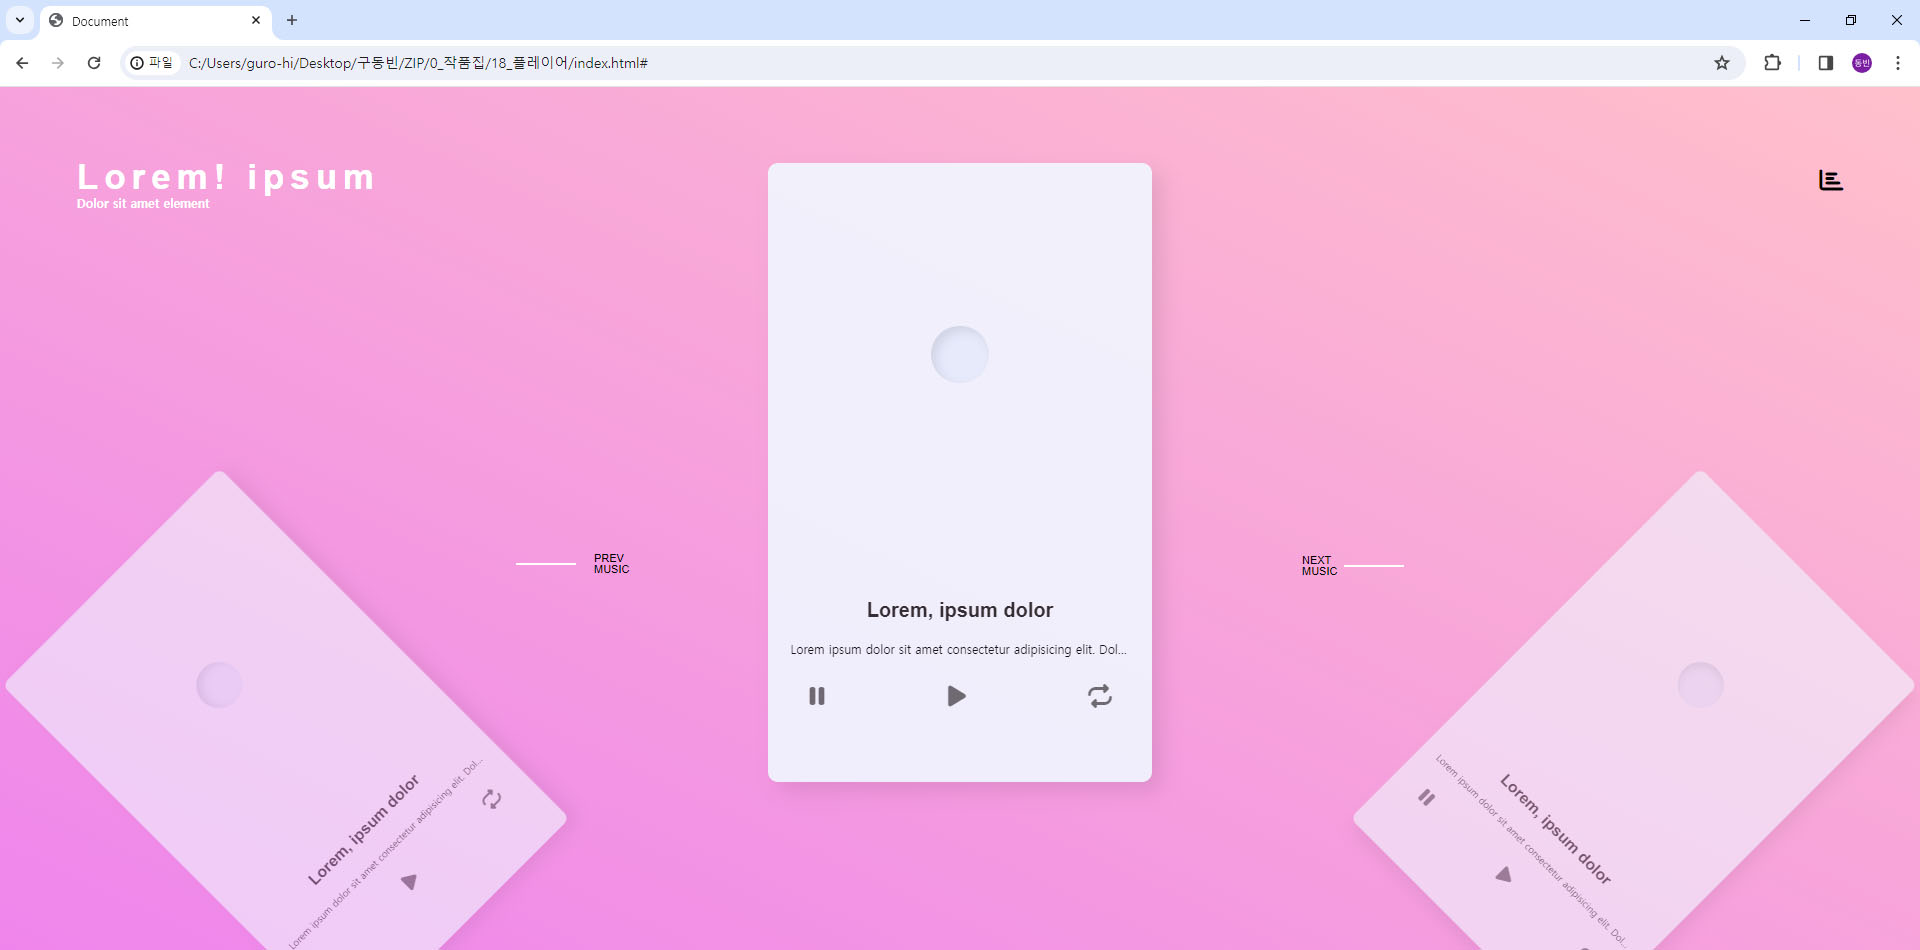 Document
파일
C:/Users/guro-hi/Desktop/구동빈/ZIP/0_작품집/18_플레이어/index.html#
동빈
Lorem! ipsum
Dolor sit amet element
PREV
MUSIC
NEXT
MUSIC
Lorem, ipsum dolor
Lorem ipsum dolor sit amet consectetur adipisicing elit. Dol...
Lorem, ipsum dolor
Lorem ipsum dolor sit amet consectetur adipisicing elit. Dol...
Lorem, ipsum dolor
Lorem ipsum dolor sit amet consectetur adipisicing elit. Dol...